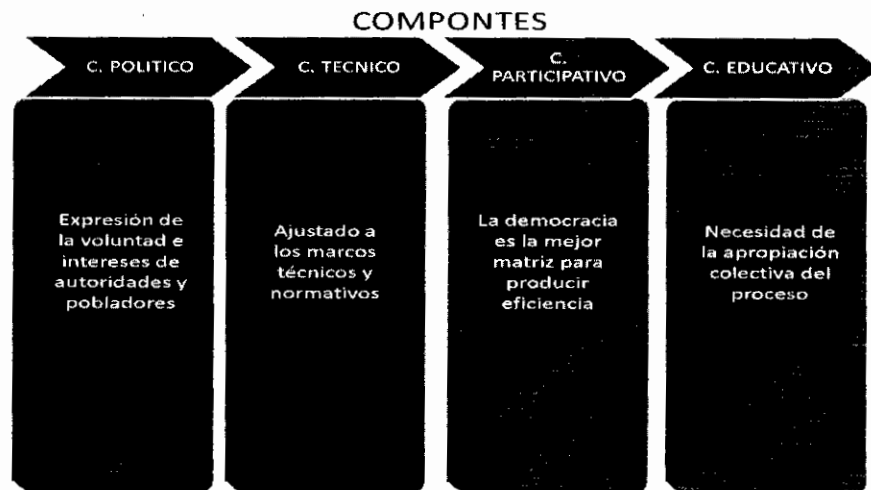 COMPONTES
C. POLITICO
C. TECNICO
C.
PARTICIPATIVO
C. EDUCATIVO
Expresión de
la voluntad e
intereses de
autoridades y
pobladores
Ajustado a
los marcos
técnicos y
normativos
La democracia
es la mejor
matriz para
producir
eficiencia
Necesidad de
la apropiación
colectiva del
proceso